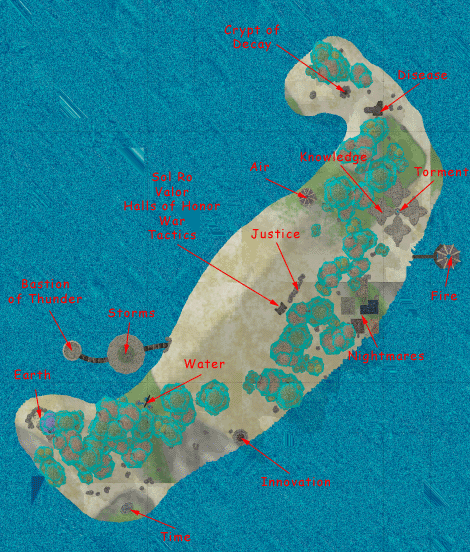 Crypt of
Decay
Disease
Knowledge
Torment
Air
Sol Ro
Valor
Halls of Honor
War
Tactics
Justice
Fire
Bastion
of Thunder
Storms
Nightmares
Water
Earth
Innovation
Time